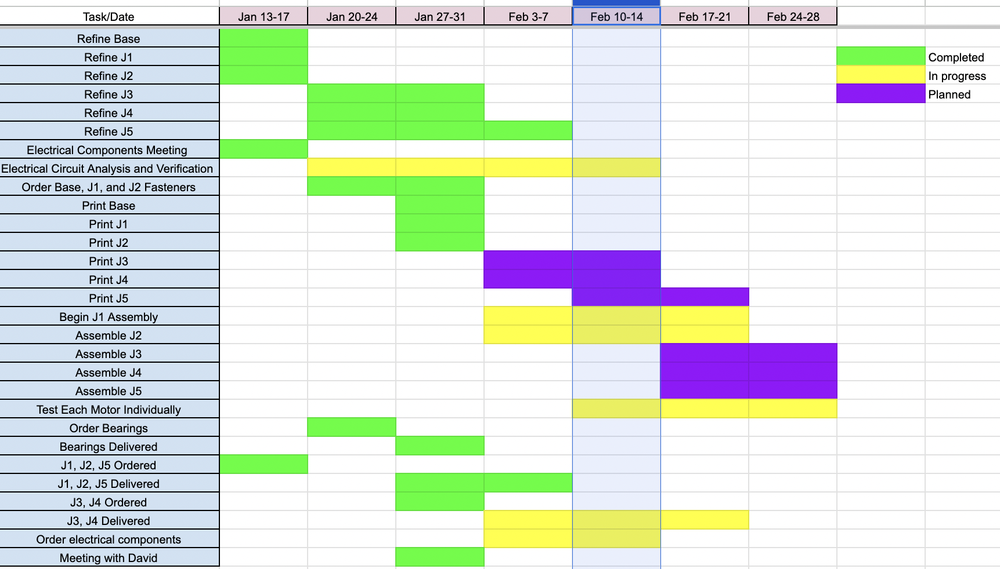 Task/Date Jan 13-17 Jan 20-24 Jan 27-31 Feb 3-7 Feb 10-14 Feb 17-21 Feb 24-28
Refine Base
Refine J1 Completed
Refine J2 In progress
Refine J3 Planned
Refine J4
Refine J5
Electrical Components Meeting
Electrical Circuit Analysis and Verification
Order Base, J1, and J2 Fasteners
Print Base
Print J1
Print J2
Print J3
Print J4
Print J5
Begin J1 Assembly
Assemble J2
Assemble J3
Assemble J4
Assemble J5
Test Each Motor Individually
Order Bearings
Bearings Delivered
J1, J2, J5 Ordered
J1, J2, J5 Delivered
J3, J4 Ordered
J3, J4 Delivered
Order electrical components
Meeting with David